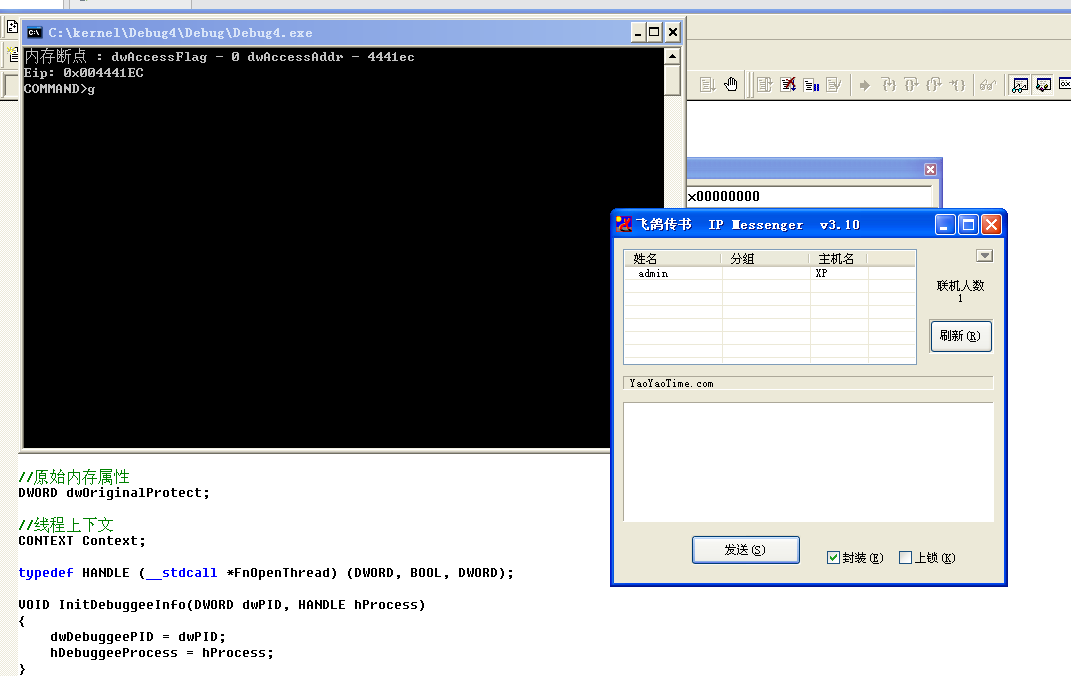 C:\kernel\Debug4\Debug\Debug4.exe
内存断点 : dwAccessFlag - 0 dwAccessAddr - 4441ec
Eip: 0x004441EC
COMMAND>g
x00000000
飞鸽传书 IP Messenger v3.10
姓名 分组 主机名
admin XP
联机人数
1
刷新(R)
YaoYaoTime.com
发送(S)
封装(E) 上锁(K)
//原始内存属性
DWORD dwOriginalProtect;
//线程上下文
CONTEXT Context;
typedef HANDLE (__stdcall *FnOpenThread) (DWORD, BOOL, DWORD);
VOID InitDebuggeeInfo(DWORD dwPID, HANDLE hProcess)
{
dwDebuggeePID = dwPID;
hDebuggeeProcess = hProcess;
}